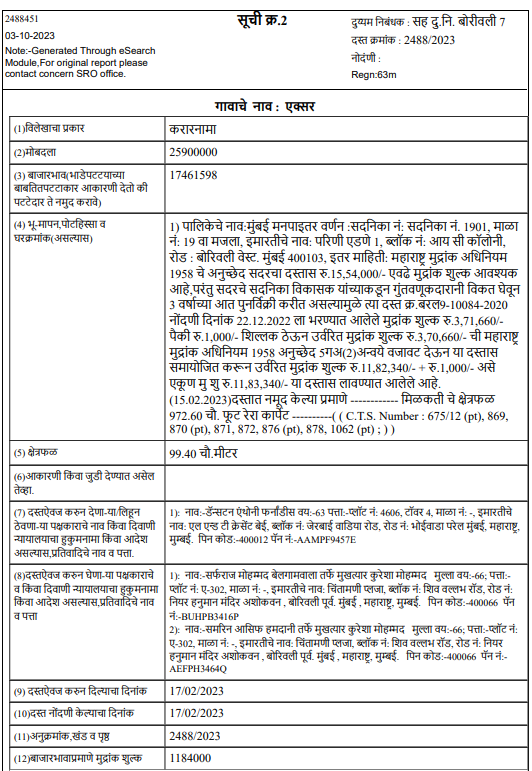 2488451
03-10-2023
Note:-Generated Through eSearch
Module,For original report please
contact concern SRO office.
सूची क्र.2
दुय्यम निबंधक : सह दु.नि. बोरीवली 7
दस्त क्रमांक : 2488/2023
नोदंणी :
Regn:63m
गावाचे नाव : एक्सर
(1)विलेखाचा प्रकार
करारनामा
(2)मोबदला
25900000
(3) बाजारभाव(भाडेपटटयाच्या
बाबतितपटटाकार आकारणी देतो की
पटटेदार ते नमुद करावे)
17461598
(4) भू-मापन,पोटहिस्सा व
घरक्रमांक(असल्यास)
1) पालिकेचे नाव:मुंबई मनपाइतर वर्णन :सदनिका नं: सदनिका नं. 1901, माळा
नं: 19 वा मजला, इमारतीचे नाव: परिणी एडणे 1, ब्लॉक नं: आय सी कॉलोनी,
रोड : बोरिवली वेस्ट. मुंबई 400103, इतर माहिती: महाराष्ट्र मुद्रांक अधिनियम
1958 चे अनुच्छेद सदरचा दस्तास रु.15,54,000/- एवढे मुद्रांक शुल्क आवश्यक
आहे,परंतु सदरचे सदनिका विकासक यांच्याकडुन गुंतवणूकदारानी विकत घेवून
3 वर्षाच्या आत पुनर्विक्री करीत असल्यामुळे त्या दस्त क्र.बरल9-10084-2020
नोंदणी दिनांक 22.12.2022 ला भरण्यात आलेले मुद्रांक शुल्क रु.3,71,660/-
पैकी रु.1,000/- शिल्लक ठेऊन उर्वरित मुद्रांक शुल्क रु.3,70,660/- ची महाराष्ट्र
मुद्रांक अधिनियम 1958 अनुच्छेद 5गअ(2)अन्वये वजावट देऊन या दस्तास
समायोजित करून उर्वरित मुद्रांक शुल्क रु.11,82,340/- + रु.1,000/- असे
एकूण मु शु रु.11,83,340/- या दस्तास लावण्यात आलेले आहे.
(15.02.2023)दस्तात नमूद केल्या प्रमाणे ------------ मिळकती चे क्षेत्रफळ
972.60 चौ. फूट रेरा कार्पेट ----------( ( C.T.S. Number : 675/12 (pt), 869,
870 (pt), 871, 872, 876 (pt), 878, 1062 (pt) ; ) )
(5) क्षेत्रफळ
99.40 चौ.मीटर
(6)आकारणी किंवा जुडी देण्यात असेल
तेव्हा.
(7) दस्तऐवज करुन देणा-या/लिहून
ठेवणा-या पक्षकाराचे नाव किंवा दिवाणी
न्यायालयाचा हुकुमनामा किंवा आदेश
असल्यास,प्रतिवादिचे नाव व पत्ता.
1): नाव:-डॅन्सटन एंथोनी फर्नांडीस वय:-63 पत्ता:-प्लॉट नं: 4606, टॉवर 4, माळा नं: -, इमारतीचे
नाव: एल एन्ड टी क्रेसेंट बेई, ब्लॉक नं: जेरबाई वाडिया रोड, रोड नं: भोईवाडा परेल मुंबई, महाराष्ट्र,
मुम्बई. पिन कोड:-400012 पॅन नं:-AAMPF9457E
(8)दस्तऐवज करुन घेणा-या पक्षकाराचे
व किंवा दिवाणी न्यायालयाचा हुकुमनामा
किंवा आदेश असल्यास,प्रतिवादिचे नाव
व पत्ता
1): नाव:-सर्फराज मोहम्मद बेलगामवाला तर्फे मुखत्यार कुरेशा मोहम्मद मुल्ला वय:-66; पत्ता:-
प्लॉट नं: ए-302, माळा नं: -, इमारतीचे नाव: चिंतामणी प्लजा, ब्लॉक नं: शिव वल्लभ रॉड, रोड नं:
नियर हनुमान मंदिर अशोकवन , बोरिवली पूर्व. मुंबई , महाराष्ट्र, मुम्बई. पिन कोड:-400066 पॅन
नं:-BUHPB3416P
2): नाव:-समरिन आसिफ हमदानी तर्फे मुखत्यार कुरेशा मोहम्मद मुल्ला वय:-66; पत्ता:-प्लॉट नं:
ए-302, माळा नं: -, इमारतीचे नाव: चिंतामणी प्लजा, ब्लॉक नं: शिव वल्लभ रॉड, रोड नं: नियर
हनुमान मंदिर अशोकवन , बोरिवली पूर्व. मुंबई , महाराष्ट्र, मुम्बई. पिन कोड:-400066 पॅन नं:-
AEFPH3464Q
(9) दस्तऐवज करुन दिल्याचा दिनांक
17/02/2023
(10)दस्त नोंदणी केल्याचा दिनांक
17/02/2023
(11)अनुक्रमांक,खंड व पृष्ठ
2488/2023
(12)बाजारभावाप्रमाणे मुद्रांक शुल्क
1184000